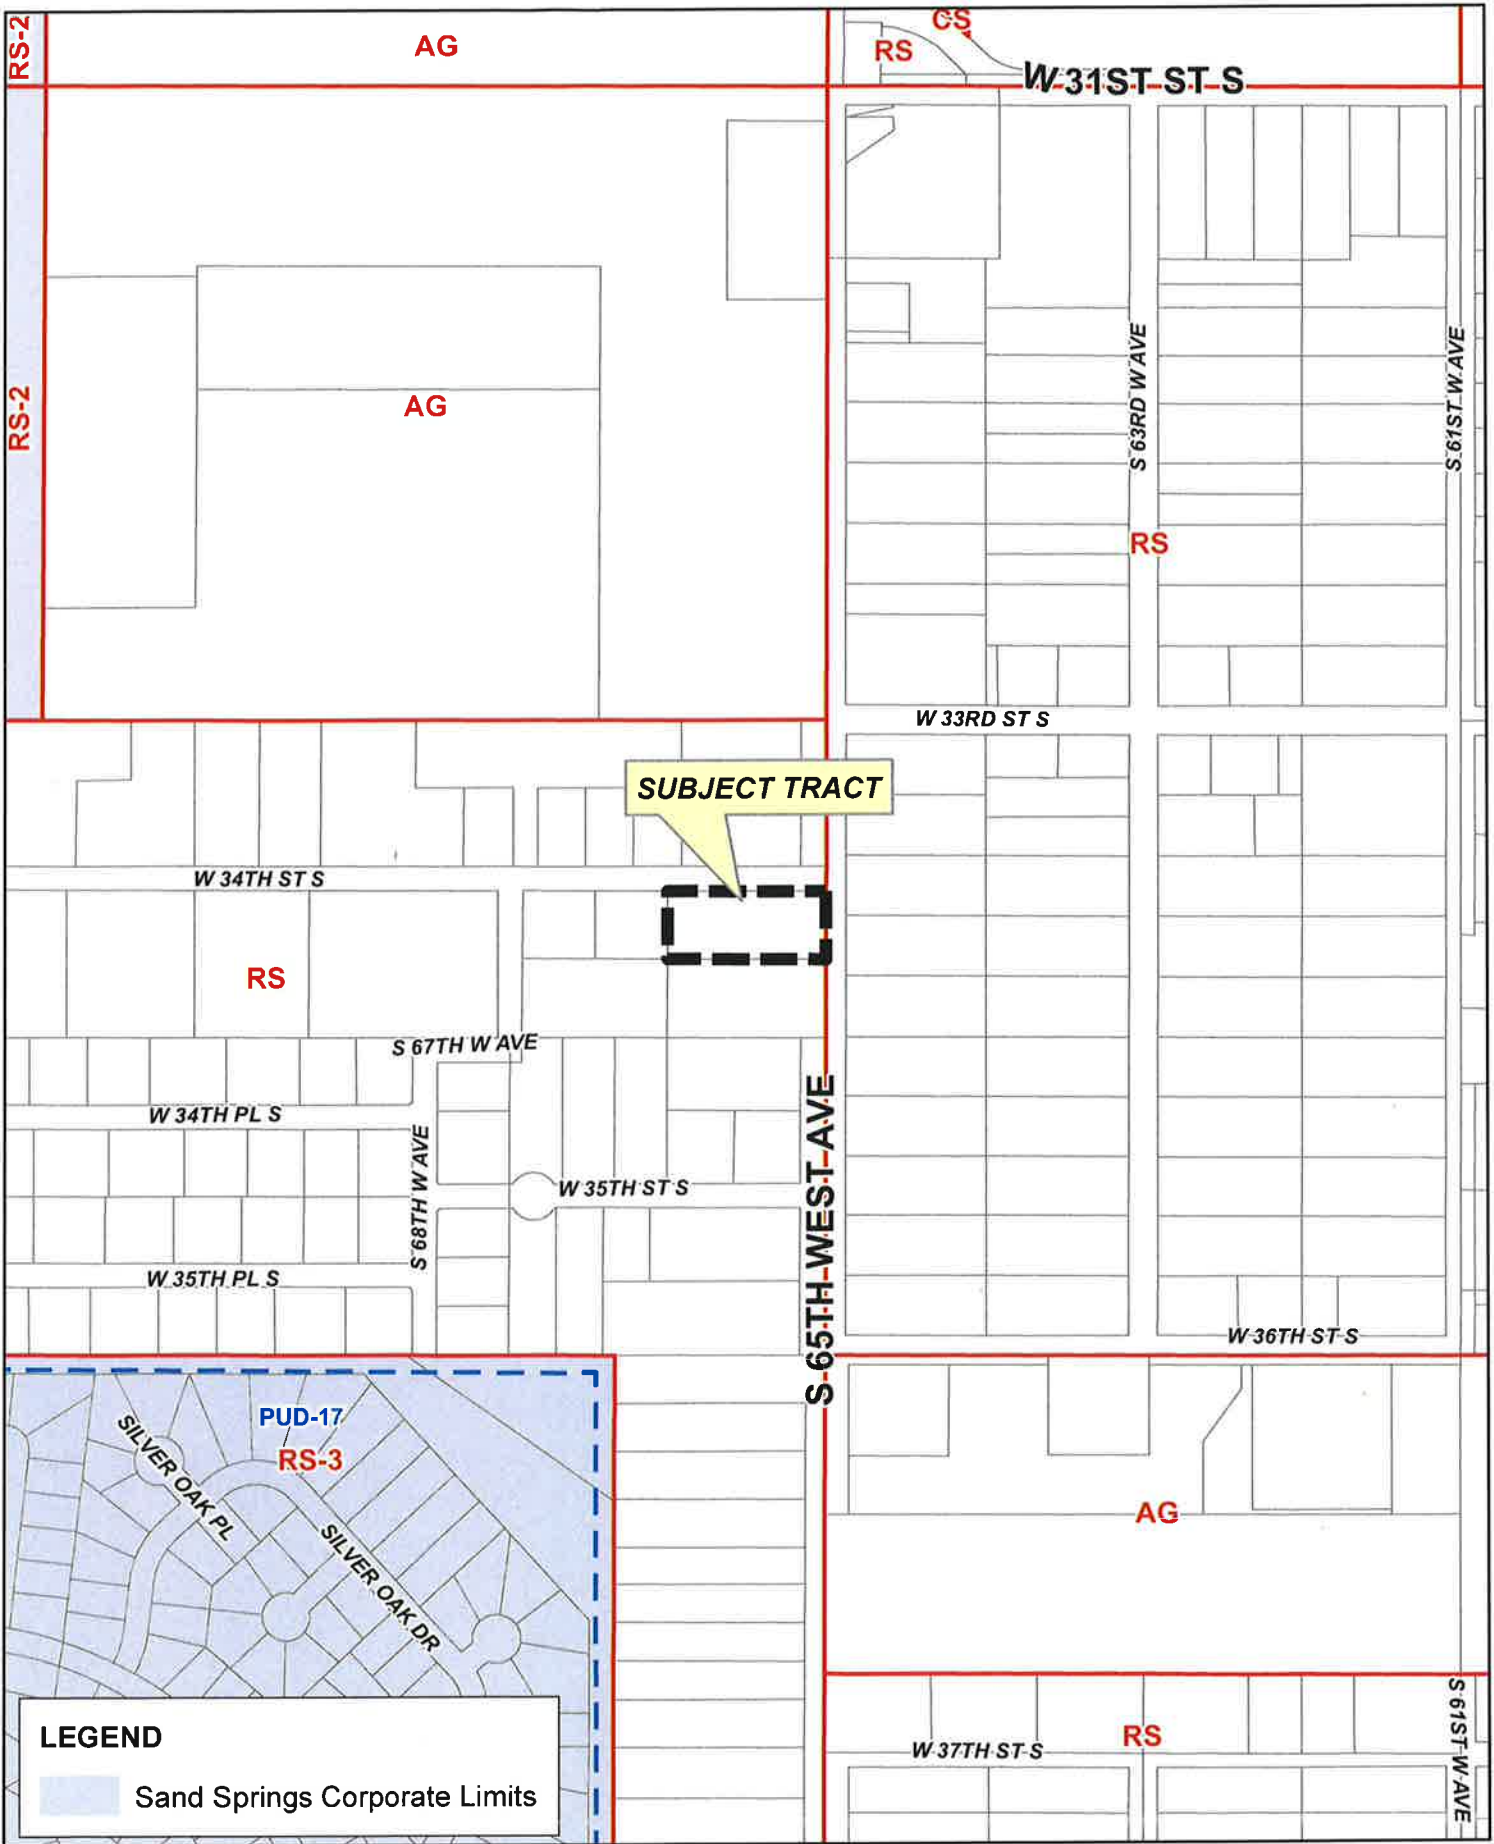 RS-2
AG
CS
RS
W 31ST ST S
RS-2
AG
S 63RD W AVE
S 61ST W AVE
RS
W 33RD ST S
SUBJECT TRACT
W 34TH ST S
RS
S 67TH W AVE
W 34TH PL S
S 68TH W AVE
W 35TH ST S
S 65TH WEST AVE
W 35TH PL S
W 36TH ST S
PUD-17
RS-3
SILVER OAK PL
SILVER OAK DR
AG
RS
S 61ST W AVE
W 37TH ST S
LEGEND
Sand Springs Corporate Limits